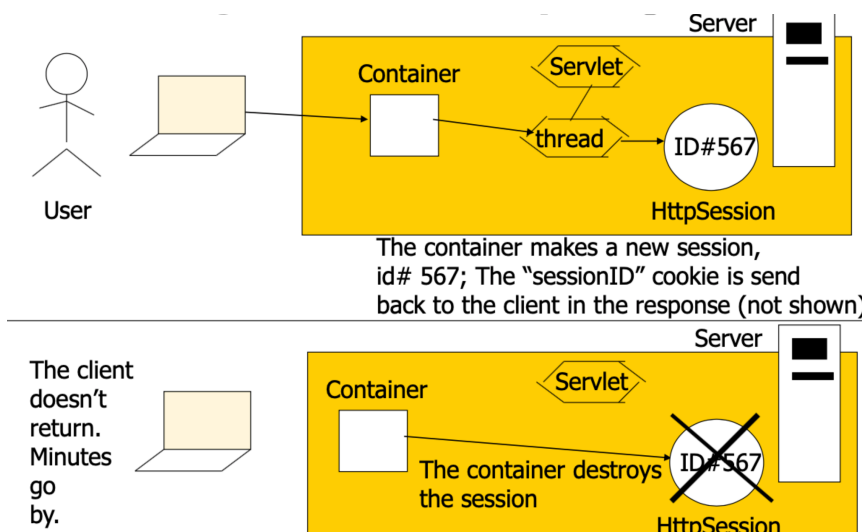 Server
Container
Servlet
thread
ID#567
User
HttpSession
The container makes a new session,
id# 567; The “sessionID” cookie is send
back to the client in the response (not shown)
Server
The client
doesn’t
return.
Minutes
go
by.
Container
Servlet
The container destroys
the session
ID#567
HttpSession